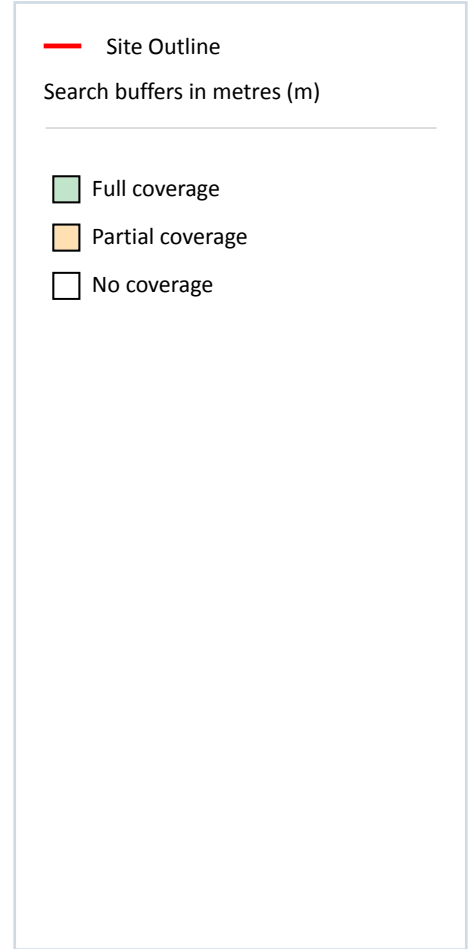 Site Outline
Search buffers in metres (m)
Full coverage
Partial coverage
No coverage